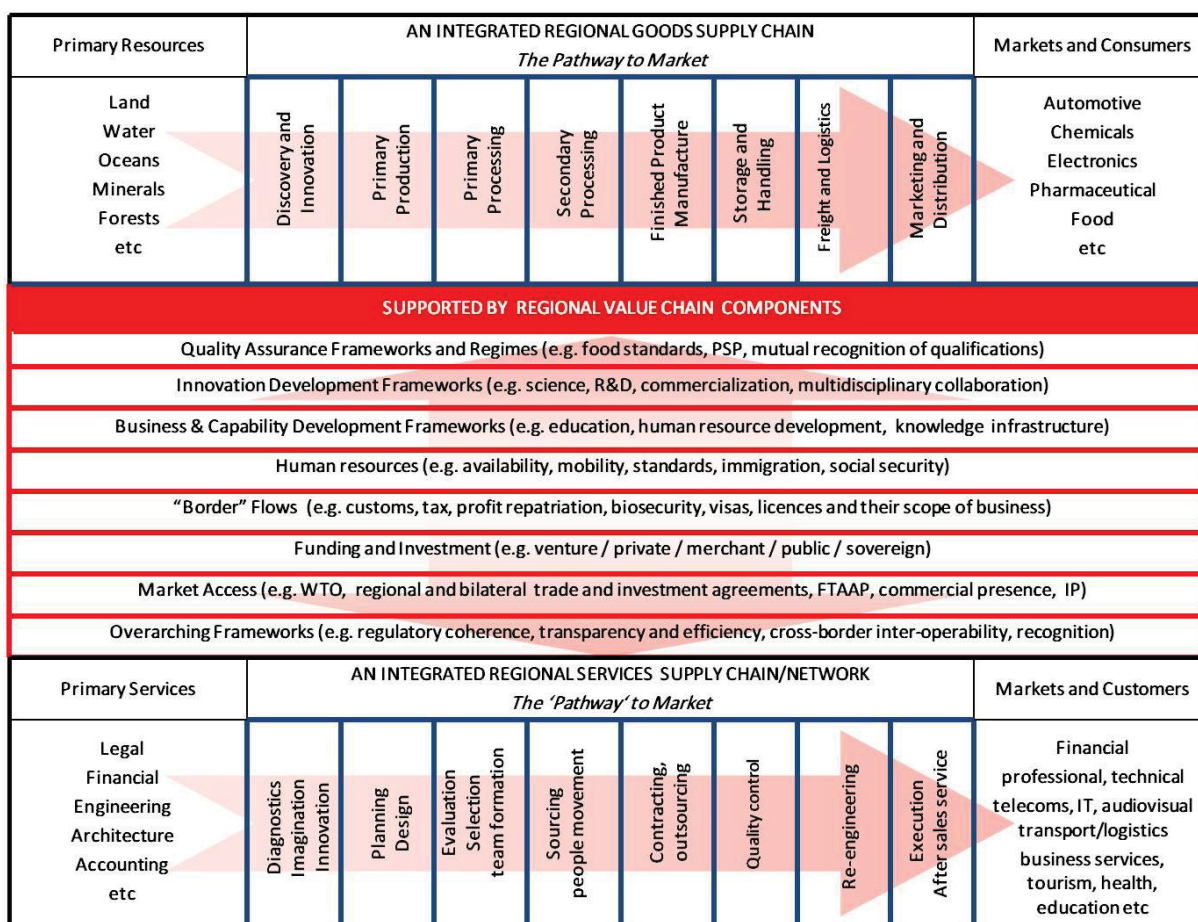 Primary Resources
AN INTEGRATED REGIONAL GOODS SUPPLY CHAIN
The Pathway to Market
Markets and Consumers
Land
Water
Oceans
Minerals
Forests
etc
Discovery and
Innovation
Primary
Production
Primary
Processing
Secondary
Processing
Finished Product
Manufacture
Storage and
Handling
Freight and Logistics
Marketing and
Distribution
Automotive
Chemicals
Electronics
Pharmaceutical
Food
etc
SUPPORTED BY REGIONAL VALUE CHAIN COMPONENTS
Quality Assurance Frameworks and Regimes (e.g. food standards, PSP, mutual recognition of qualifications)
Innovation Development Frameworks (e.g. science, R&D, commercialization, multidisciplinary collaboration)
Business & Capability Development Frameworks (e.g. education, human resource development, knowledge infrastructure)
Human resources (e.g. availability, mobility, standards, immigration, social security)
“Border” Flows (e.g. customs, tax, profit repatriation, biosecurity, visas, licences and their scope of business)
Funding and Investment (e.g. venture / private / merchant / public / sovereign)
Market Access (e.g. WTO, regional and bilateral trade and investment agreements, FTAAP, commercial presence, IP)
Overarching Frameworks (e.g. regulatory coherence, transparency and efficiency, cross-border inter-operability, recognition)
Primary Services
AN INTEGRATED REGIONAL SERVICES SUPPLY CHAIN/NETWORK
The ‘Pathway‘ to Market
Markets and Customers
Legal
Financial
Engineering
Architecture
Accounting
etc
Diagnostics
Imagination
Innovation
Planning
Design
Evaluation
Selection
team formation
Sourcing
people movement
Contracting,
outsourcing
Quality control
Re-engineering
Execution
After sales service
Financial
professional, technical
telecoms, IT, audiovisual
transport/logistics
business services,
tourism, health,
education etc